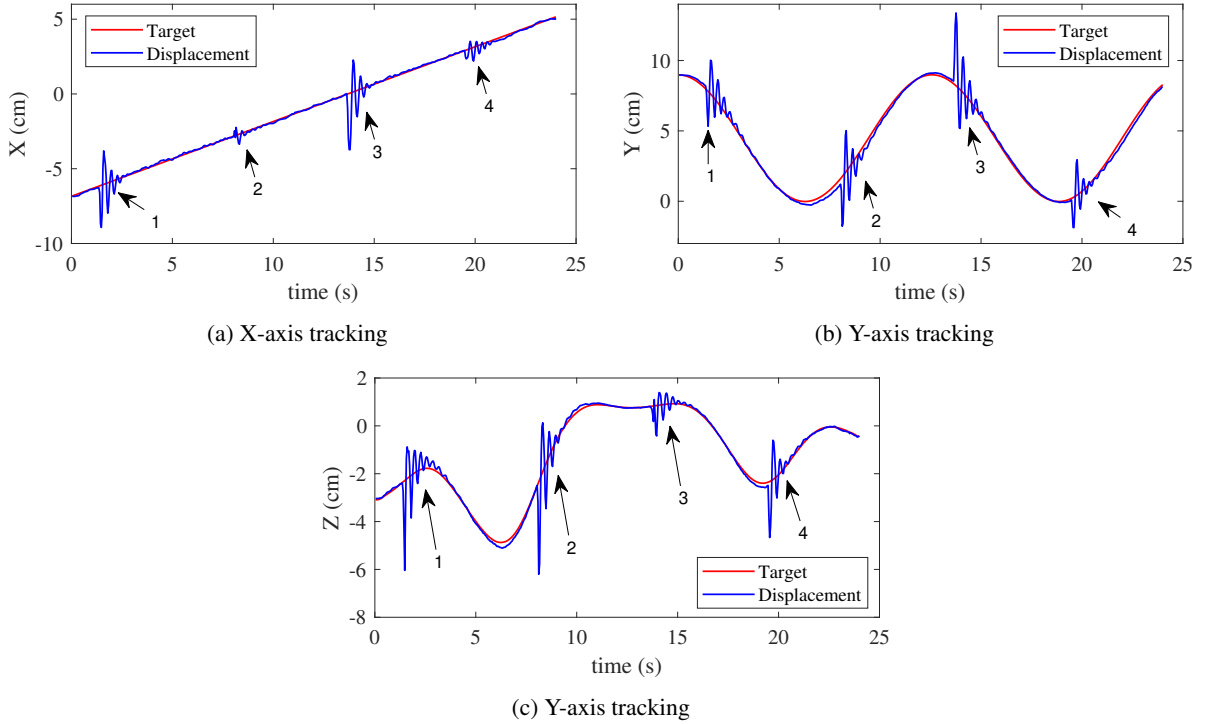 5
0
-5
-10
X (cm)
Target
Displacement
1
2
3
4
0 5 10 15 20 25
time (s)
(a) X-axis tracking
10
5
0
Y (cm)
Target
Displacement
1
2
3
4
0 5 10 15 20 25
time (s)
(b) Y-axis tracking
2
0
-2
-4
-6
-8
Z (cm)
1
2
3
4
Target
Displacement
0 5 10 15 20 25
time (s)
(c) Y-axis tracking